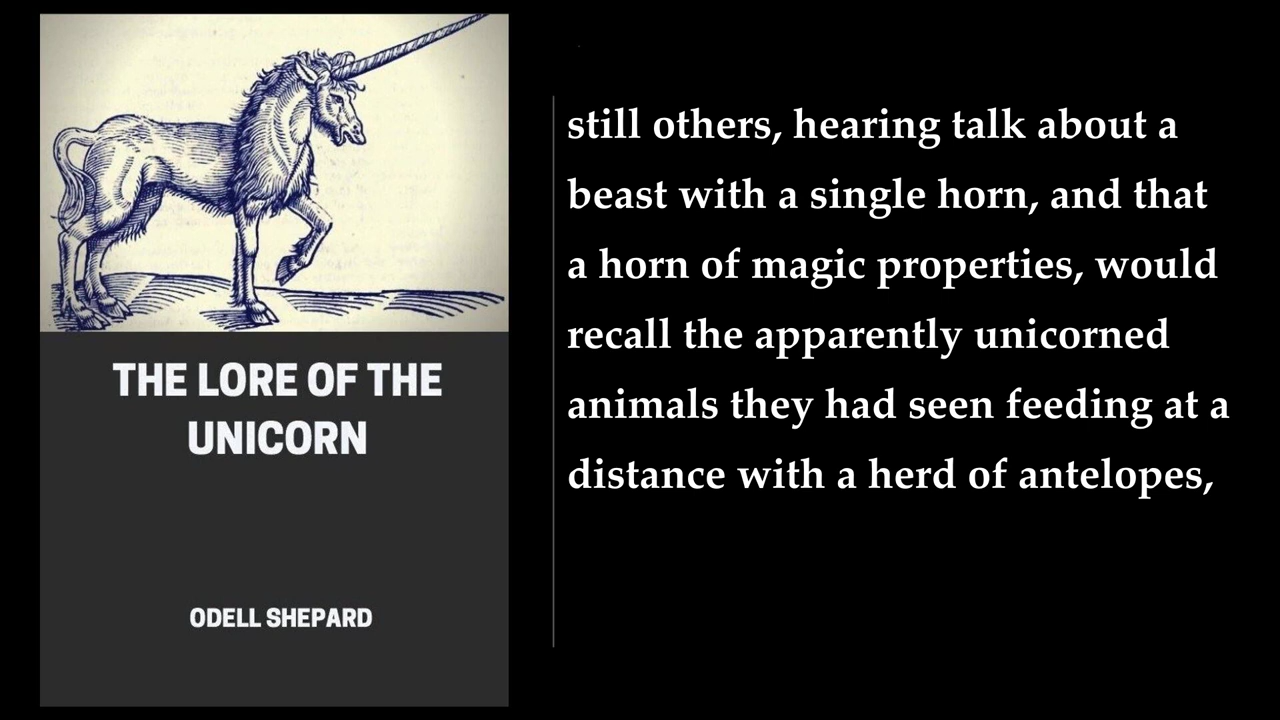 THE LORE OF THE
UNICORN
ODELL SHEPARD
still others, hearing talk about a
beast with a single horn, and that
a horn of magic properties, would
recall the apparently unicorned
animals they had seen feeding at a
distance with a herd of antelopes,